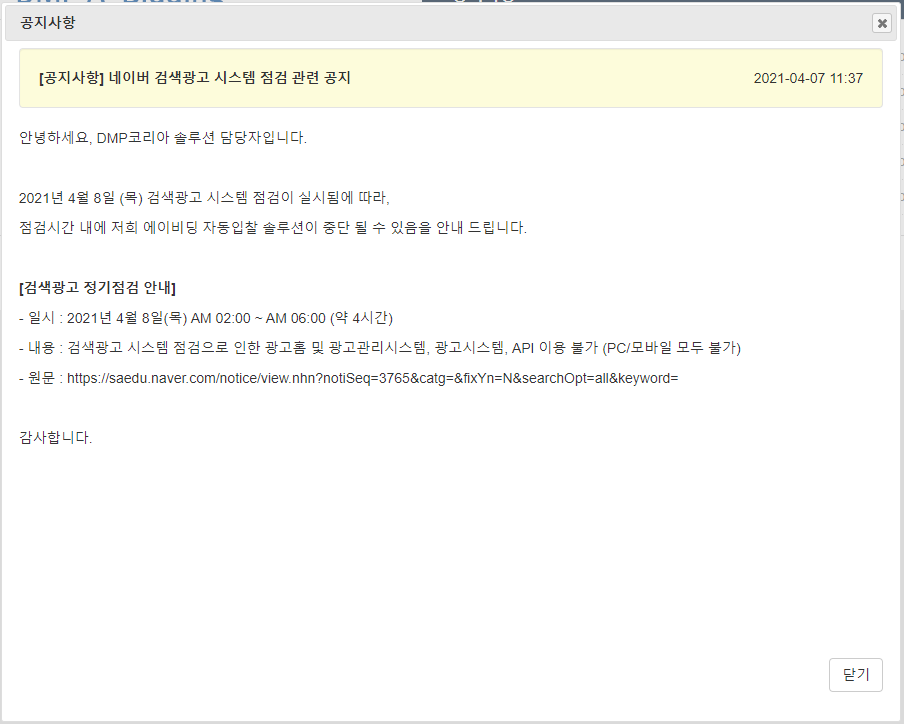 공지사항
[공지사항] 네이버 검색광고 시스템 점검 관련 공지 2021-04-07 11:37
안녕하세요, DMP코리아 솔루션 담당자입니다.
2021년 4월 8일 (목) 검색광고 시스템 점검이 실시됨에 따라,
점검시간 내에 저희 에이비딩 자동입찰 솔루션이 중단 될 수 있음을 안내 드립니다.
[검색광고 정기점검 안내]
- 일시 : 2021년 4월 8일(목) AM 02:00 ~ AM 06:00 (약 4시간)
- 내용 : 검색광고 시스템 점검으로 인한 광고홈 및 광고관리시스템, 광고시스템, API 이용 불가 (PC/모바일 모두 불가)
- 원문 : https://saedu.naver.com/notice/view.nhn?notiSeq=3765&catg=&fixYn=N&searchOpt=all&keyword=
감사합니다.
닫기